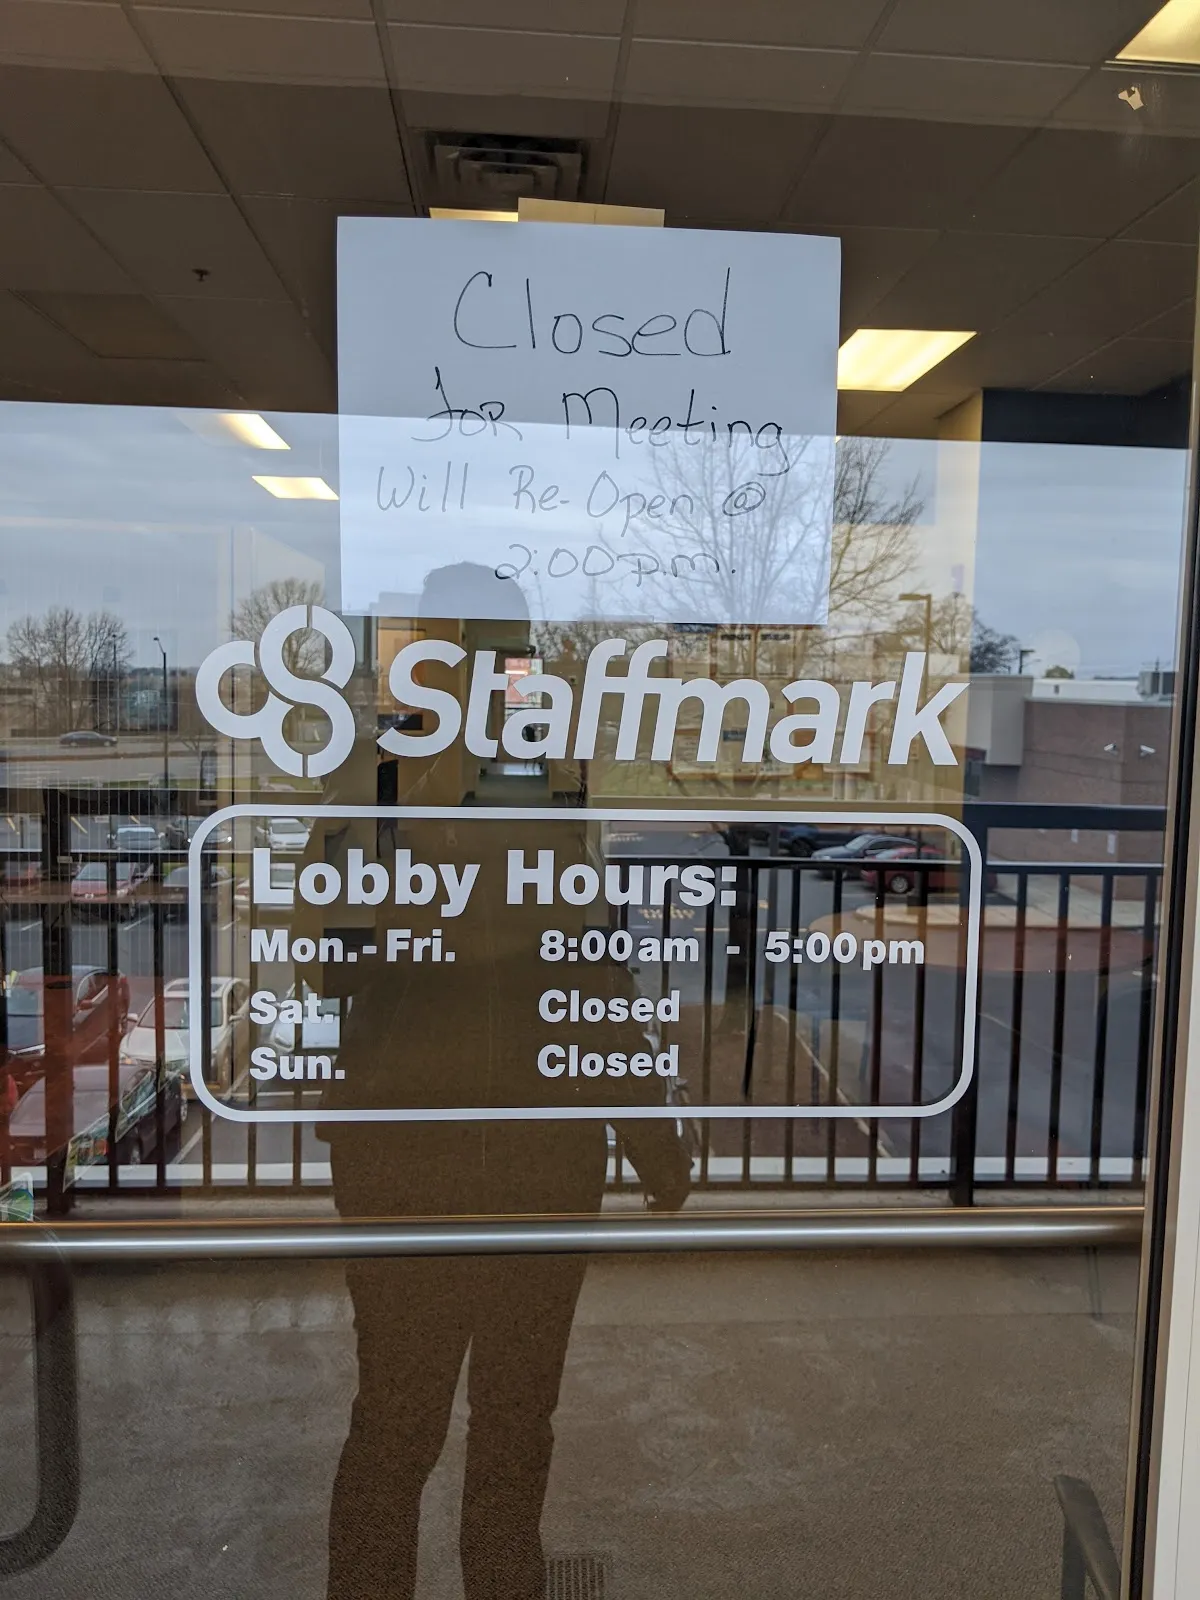 Closed
for Meeting
Will Re-Open @
2:00 p.m.
Staffmark
Lobby Hours:
Mon.-Fri. 8:00am - 5:00pm
Sat. Closed
Sun. Closed